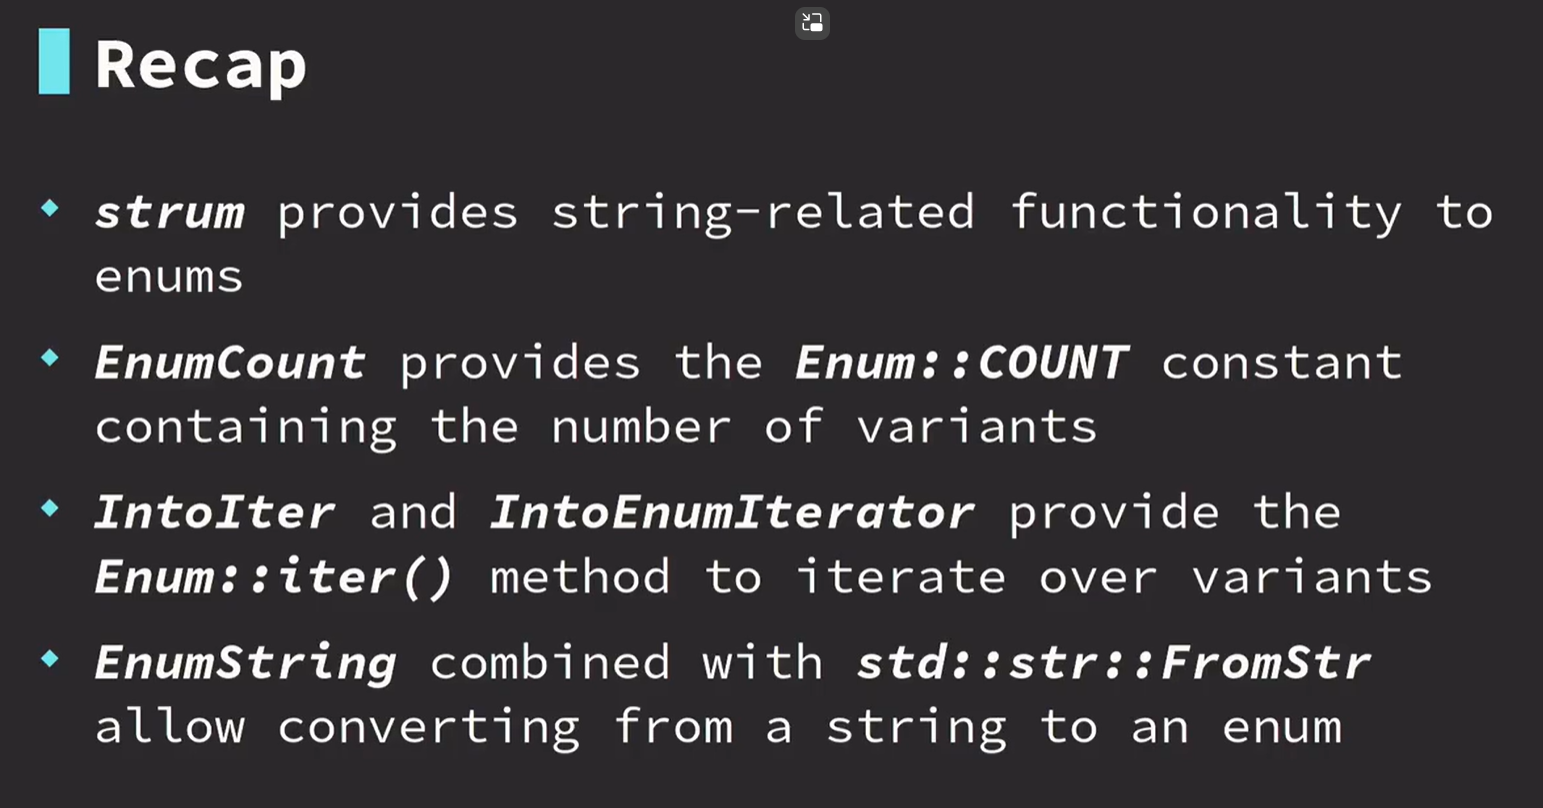 Recap
strum provides string-related functionality to
enums
EnumCount provides the Enum::COUNT constant
containing the number of variants
IntoIter and IntoEnumIterator provide the
Enum::iter() method to iterate over variants
EnumString combined with std::str::FromStr
allow converting from a string to an enum